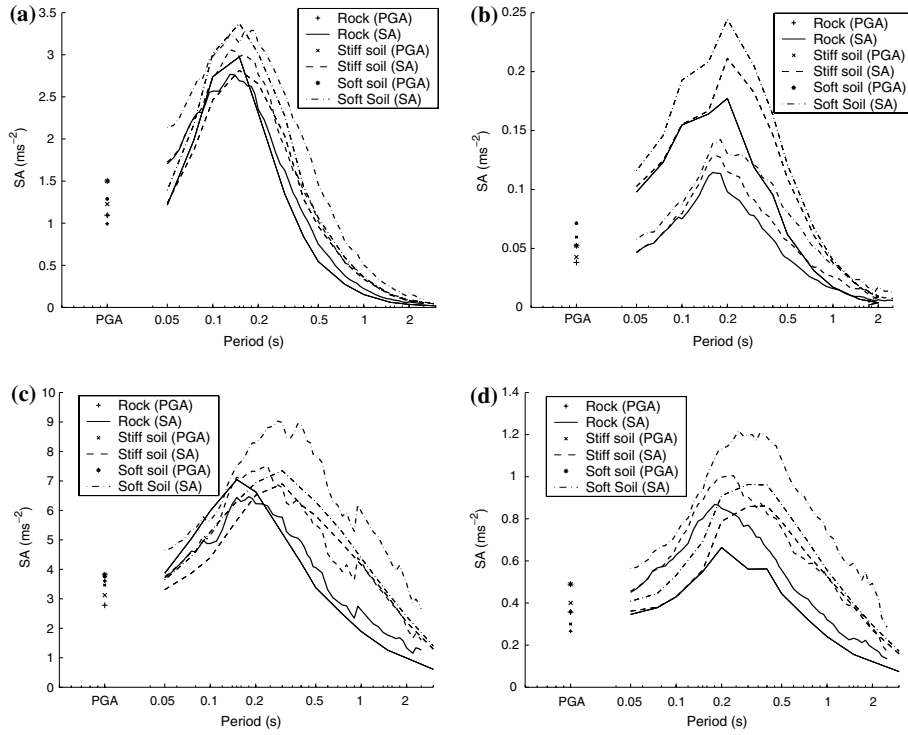 (a)
3.5
3
2.5
2
1.5
1
0.5
0
SA (ms⁻²)
PGA
0.05
0.1
0.2
0.5
1
2
Period (s)
Rock (PGA)
Rock (SA)
Stiff soil (PGA)
Stiff soil (SA)
Soft soil (PGA)
Soft Soil (SA)
(b)
0.25
0.2
0.15
0.1
0.05
0
SA (ms⁻²)
PGA
0.05
0.1
0.2
0.5
1
2
Period (s)
Rock (PGA)
Rock (SA)
Stiff soil (PGA)
Stiff soil (SA)
Soft soil (PGA)
Soft Soil (SA)
(c)
10
9
8
7
6
5
4
3
2
1
0
SA (ms⁻²)
PGA
0.05
0.1
0.2
0.5
1
2
Period (s)
Rock (PGA)
Rock (SA)
Stiff soil (PGA)
Stiff soil (SA)
Soft soil (PGA)
Soft Soil (SA)
(d)
1.4
1.2
1
0.8
0.6
0.4
0.2
0
SA (ms⁻²)
PGA
0.05
0.1
0.2
0.5
1
2
Period (s)
Rock (PGA)
Rock (SA)
Stiff soil (PGA)
Stiff soil (SA)
Soft soil (PGA)
Soft Soil (SA)